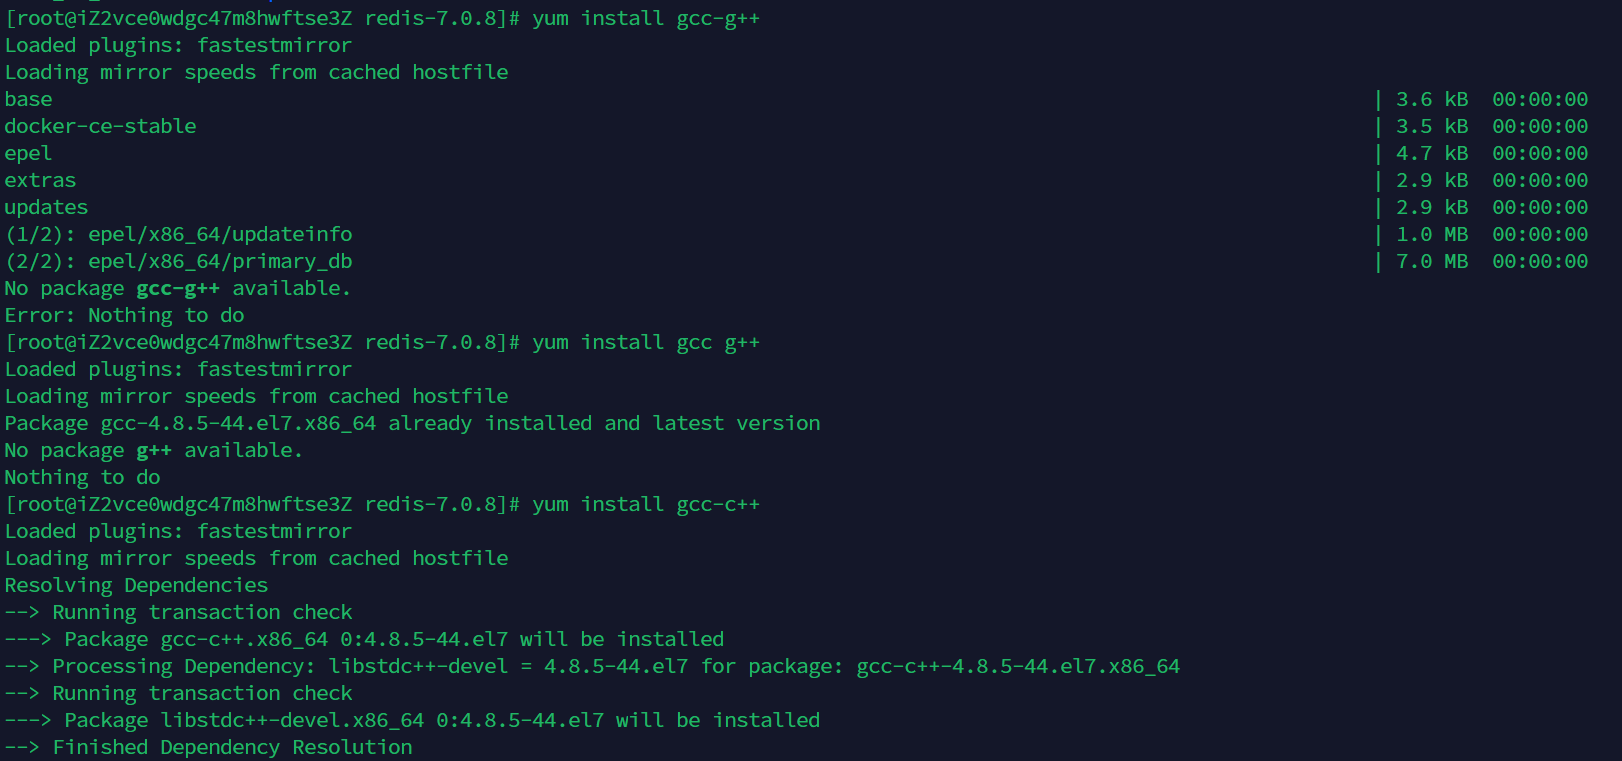 [root@iZ2vce0wdgc47m8hwftse3Z redis-7.0.8]# yum install gcc-g++
Loaded plugins: fastestmirror
Loading mirror speeds from cached hostfile
base | 3.6 kB 00:00:00
docker-ce-stable | 3.5 kB 00:00:00
epel | 4.7 kB 00:00:00
extras | 2.9 kB 00:00:00
updates | 2.9 kB 00:00:00
(1/2): epel/x86_64/updateinfo | 1.0 MB 00:00:00
(2/2): epel/x86_64/primary_db | 7.0 MB 00:00:00
No package gcc-g++ available.
Error: Nothing to do
[root@iZ2vce0wdgc47m8hwftse3Z redis-7.0.8]# yum install gcc g++
Loaded plugins: fastestmirror
Loading mirror speeds from cached hostfile
Package gcc-4.8.5-44.el7.x86_64 already installed and latest version
No package g++ available.
Nothing to do
[root@iZ2vce0wdgc47m8hwftse3Z redis-7.0.8]# yum install gcc-c++
Loaded plugins: fastestmirror
Loading mirror speeds from cached hostfile
Resolving Dependencies
--> Running transaction check
---> Package gcc-c++.x86_64 0:4.8.5-44.el7 will be installed
--> Processing Dependency: libstdc++-devel = 4.8.5-44.el7 for package: gcc-c++-4.8.5-44.el7.x86_64
--> Running transaction check
---> Package libstdc++-devel.x86_64 0:4.8.5-44.el7 will be installed
--> Finished Dependency Resolution